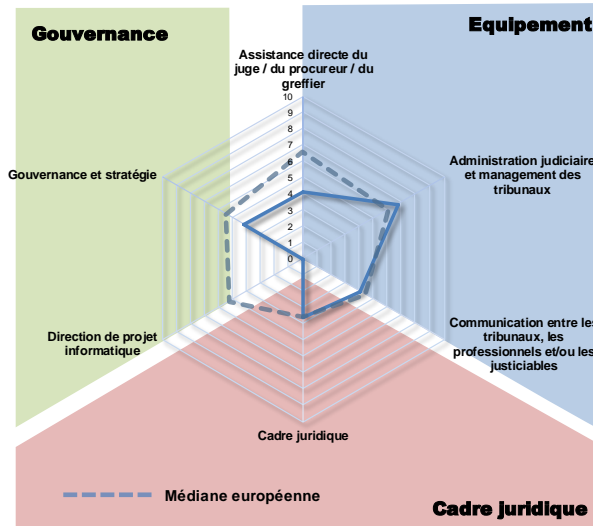 Gouvernance
Equipement
Assistance directe du
juge / du procureur / du
greffier
10
9
8
7
6
5
4
3
2
1
0
Gouvernance et stratégie
Administration judiciaire
et management des
tribunaux
Direction de projet
informatique
Communication entre les
tribunaux, les
professionnels et/ou les
justiciables
Cadre juridique
Médiane européenne
Cadre juridique